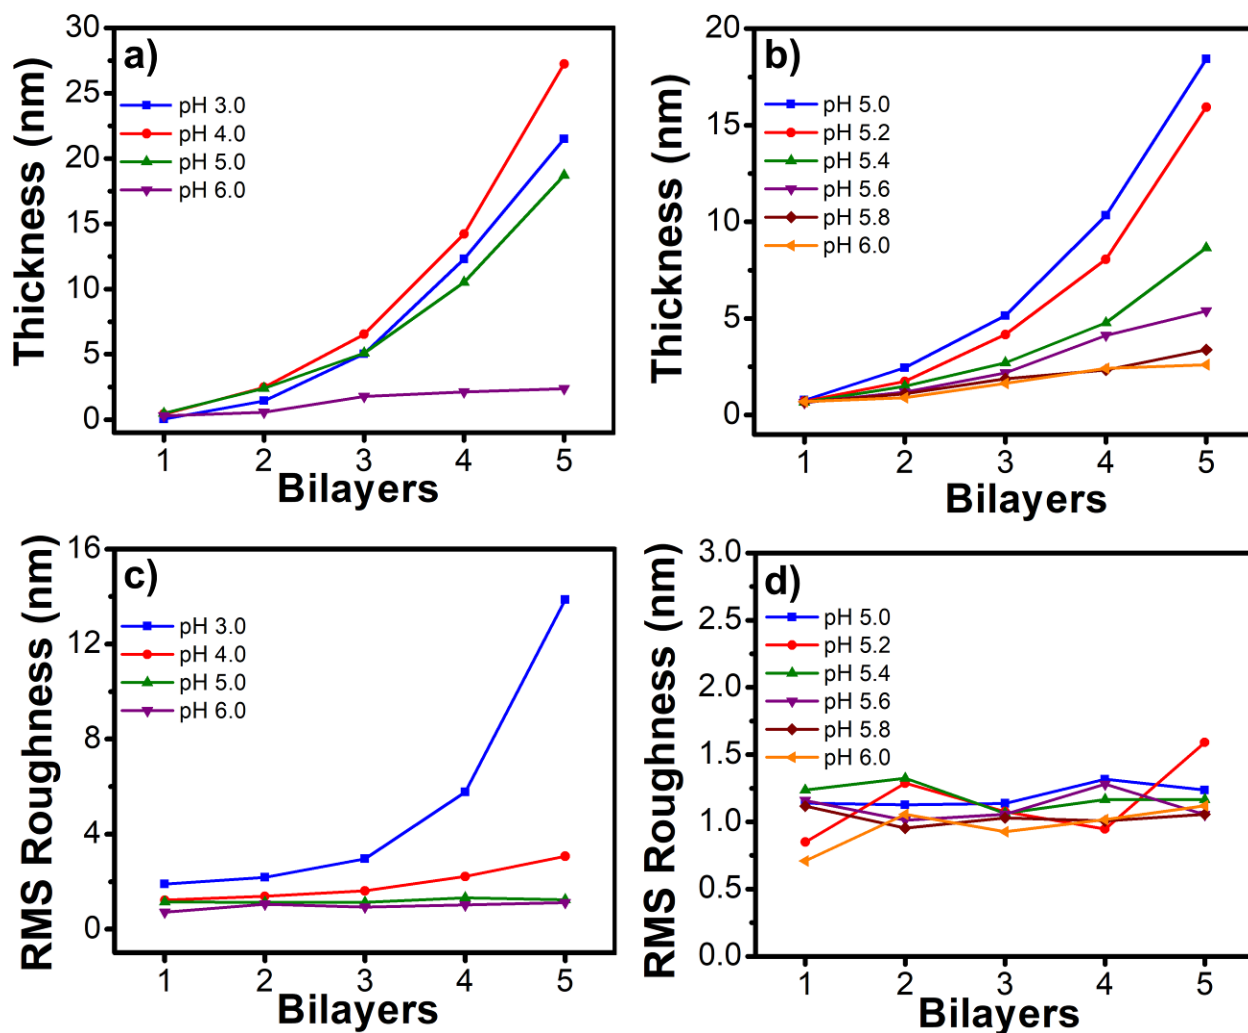 a)
Thickness (nm)
30
25
20
15
10
5
0
pH 3.0
pH 4.0
pH 5.0
pH 6.0
1 2 3 4 5
Bilayers
b)
Thickness (nm)
20
15
10
5
0
pH 5.0
pH 5.2
pH 5.4
pH 5.6
pH 5.8
pH 6.0
1 2 3 4 5
Bilayers
c)
RMS Roughness (nm)
16
12
8
4
0
pH 3.0
pH 4.0
pH 5.0
pH 6.0
1 2 3 4 5
Bilayers
d)
RMS Roughness (nm)
3.0
2.5
2.0
1.5
1.0
0.5
0.0
pH 5.0
pH 5.2
pH 5.4
pH 5.6
pH 5.8
pH 6.0
1 2 3 4 5
Bilayers